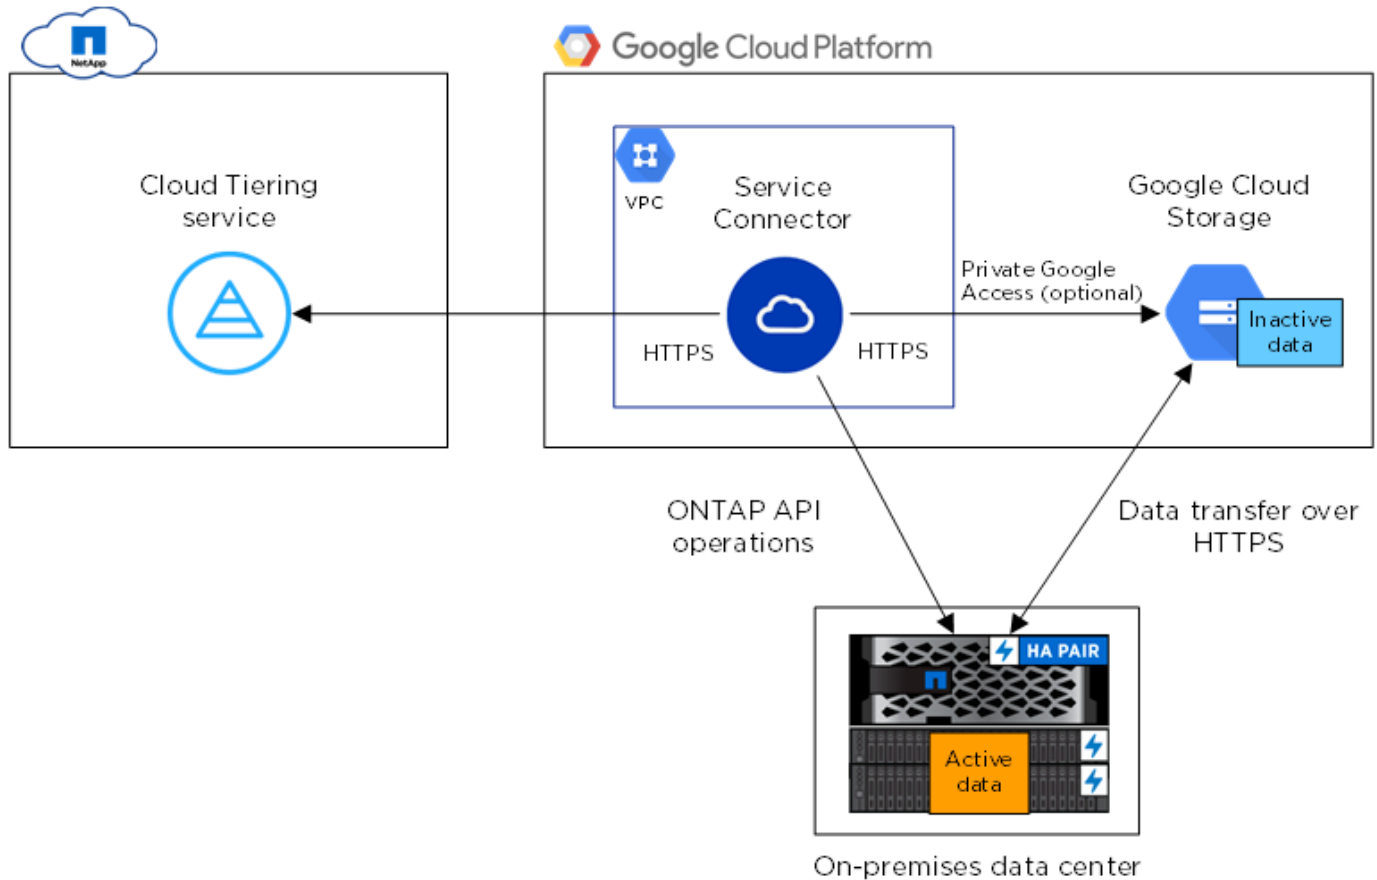 NetApp
Google Cloud Platform
Cloud Tiering
service
VPC
Service
Connector
Google Cloud
Storage
Private Google
Access (optional)
HTTPS
HTTPS
Inactive
data
ONTAP API
operations
Data transfer over
HTTPS
HA PAIR
Active
data
On-premises data center